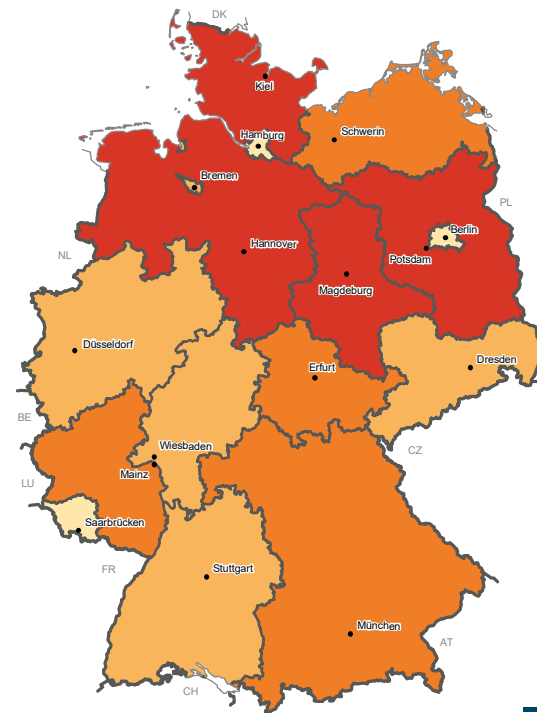 DK
Kiel
Hamburg
Schwerin
Bremen
PL
Berlin
NL
Hannover
Potsdam
Magdeburg
Düsseldorf
Erfurt
Dresden
BE
Wiesbaden
CZ
Mainz
LU
Saarbrücken
FR
Stuttgart
München
AT
CH